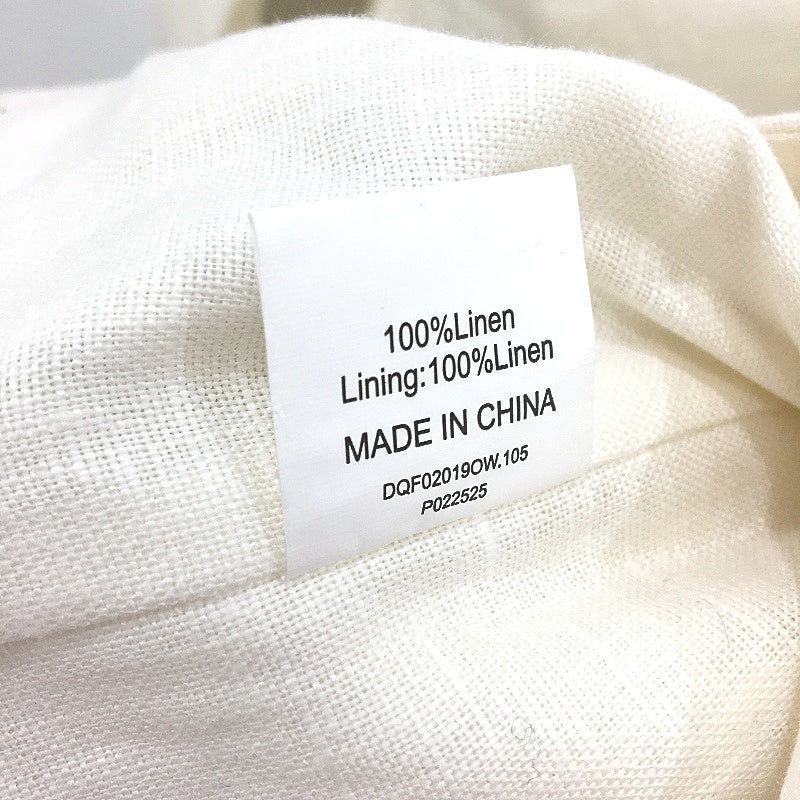 100%Linen
Lining:100%Linen
MADE IN CHINA
DQF02019OW.105
P022525